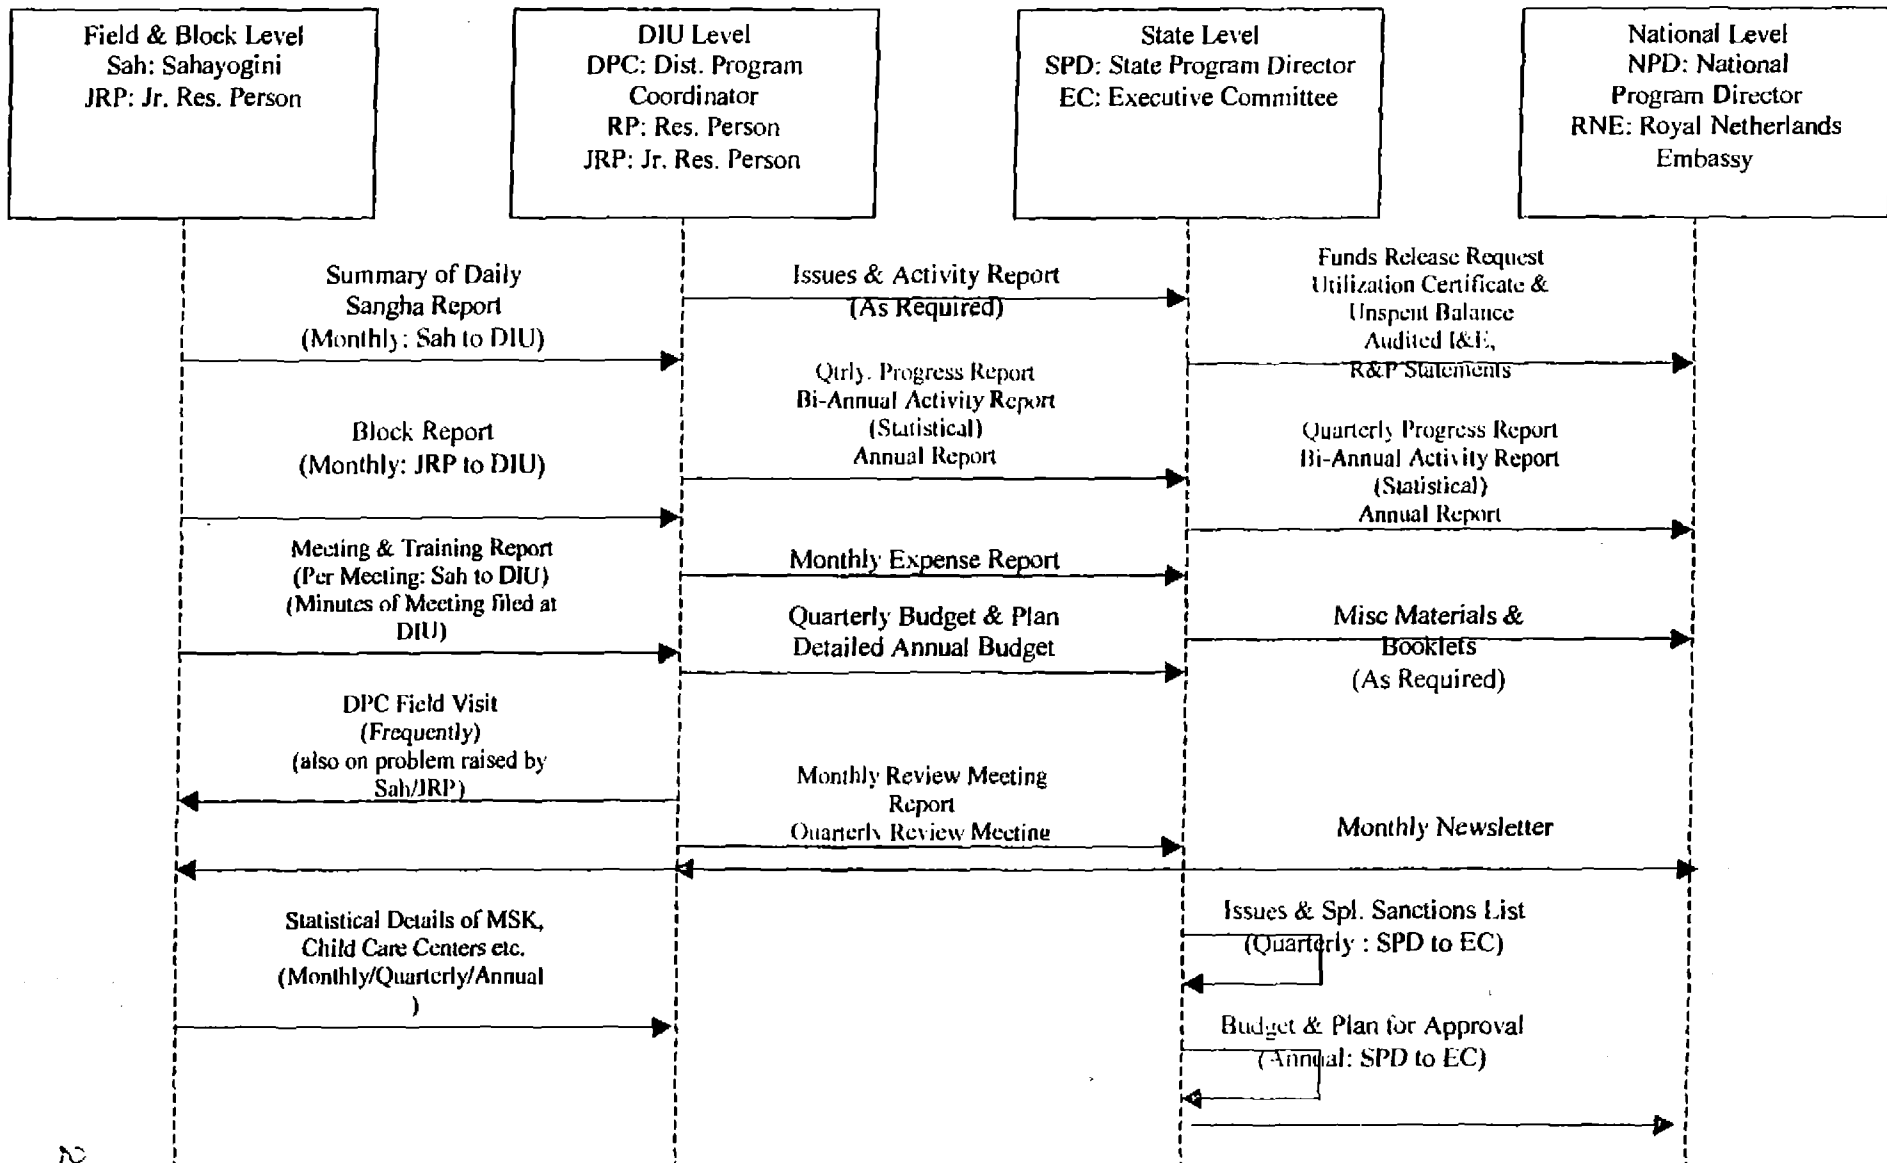 Field & Block Level
Sah: Sahayogini
JRP: Jr. Res. Person
DIU Level
DPC: Dist. Program
Coordinator
RP: Res. Person
JRP: Jr. Res. Person
State Level
SPD: State Program Director
EC: Executive Committee
National Level
NPD: National
Program Director
RNE: Royal Netherlands
Embassy
Summary of Daily
Sangha Report
(Monthly: Sah to DIU)
Block Report
(Monthly: JRP to DIU)
Meeting & Training Report
(Per Meeting: Sah to DIU)
(Minutes of Meeting filed at
DIU)
DPC Field Visit
(Frequently)
(also on problem raised by
Sah/JRP)
Statistical Details of MSK,
Child Care Centers etc.
(Monthly/Quarterly/Annual
)
Issues & Activity Report
(As Required)
Qtrly. Progress Report
Bi-Annual Activity Report
(Statistical)
Annual Report
Monthly Expense Report
Quarterly Budget & Plan
Detailed Annual Budget
Monthly Review Meeting
Report
Quarterly Review Meeting
Funds Release Request
Utilization Certificate &
Unspent Balance
Audited I&E,
R&P Statements
Quarterly Progress Report
Bi-Annual Activity Report
(Statistical)
Annual Report
Misc Materials &
Booklets
(As Required)
Monthly Newsletter
Issues & Spl. Sanctions List
(Quarterly : SPD to EC)
Budget & Plan for Approval
(Annual: SPD to EC)
2